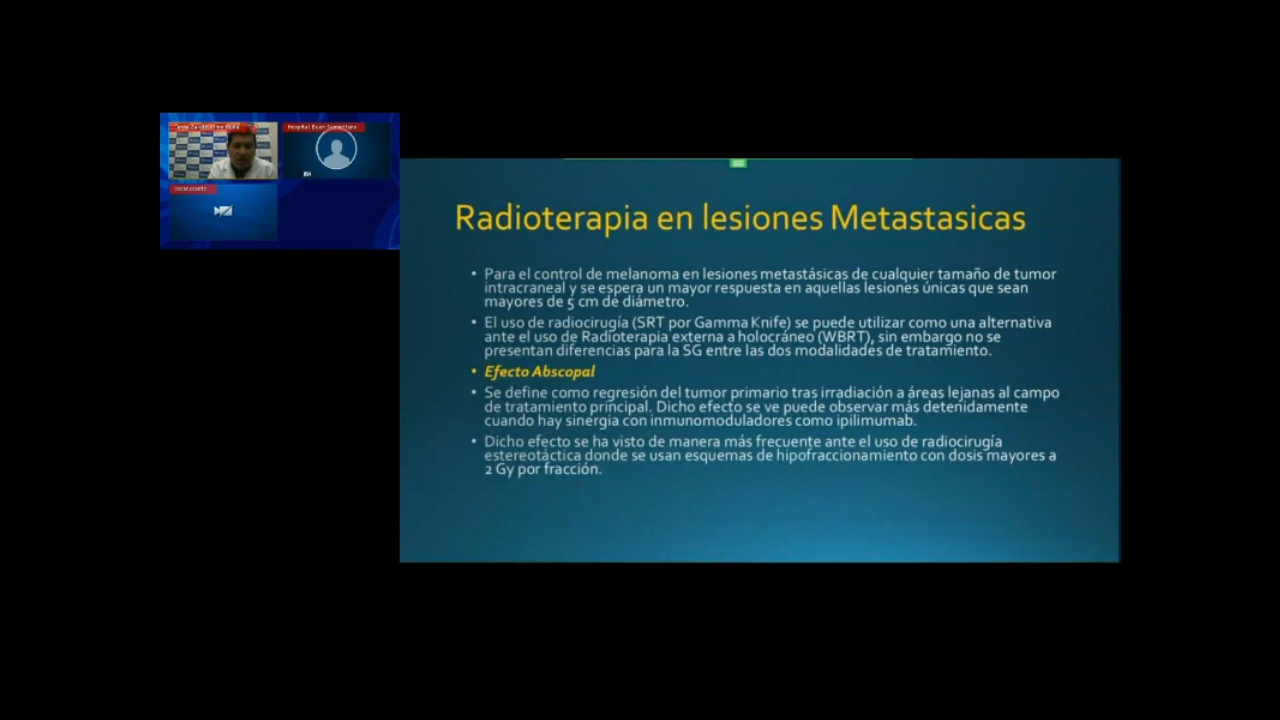 Hospital Buen Samaritano
Radioterapia en lesiones Metastasicas
• Para el control de melanoma en lesiones metastásicas de cualquier tamaño de tumor
intracraneal y se espera un mayor respuesta en aquellas lesiones únicas que sean
mayores de 5 cm de diámetro.
• El uso de radiocirugía (SRT por Gamma Knife) se puede utilizar como una alternativa
ante el uso de Radioterapia externa a holocráneo (WBRT), sin embargo no se
presentan diferencias para la SG entre las dos modalidades de tratamiento.
• Efecto Abscopal
• Se define como regresión del tumor primario tras irradiación a áreas lejanas al campo
de tratamiento principal. Dicho efecto se ve puede observar más detenidamente
cuando hay sinergia con inmunomoduladores como ipilimumab.
• Dicho efecto se ha visto de manera más frecuente ante el uso de radiocirugía
estereotáctica donde se usan esquemas de hipofraccionamiento con dosis mayores a
2 Gy por fracción.